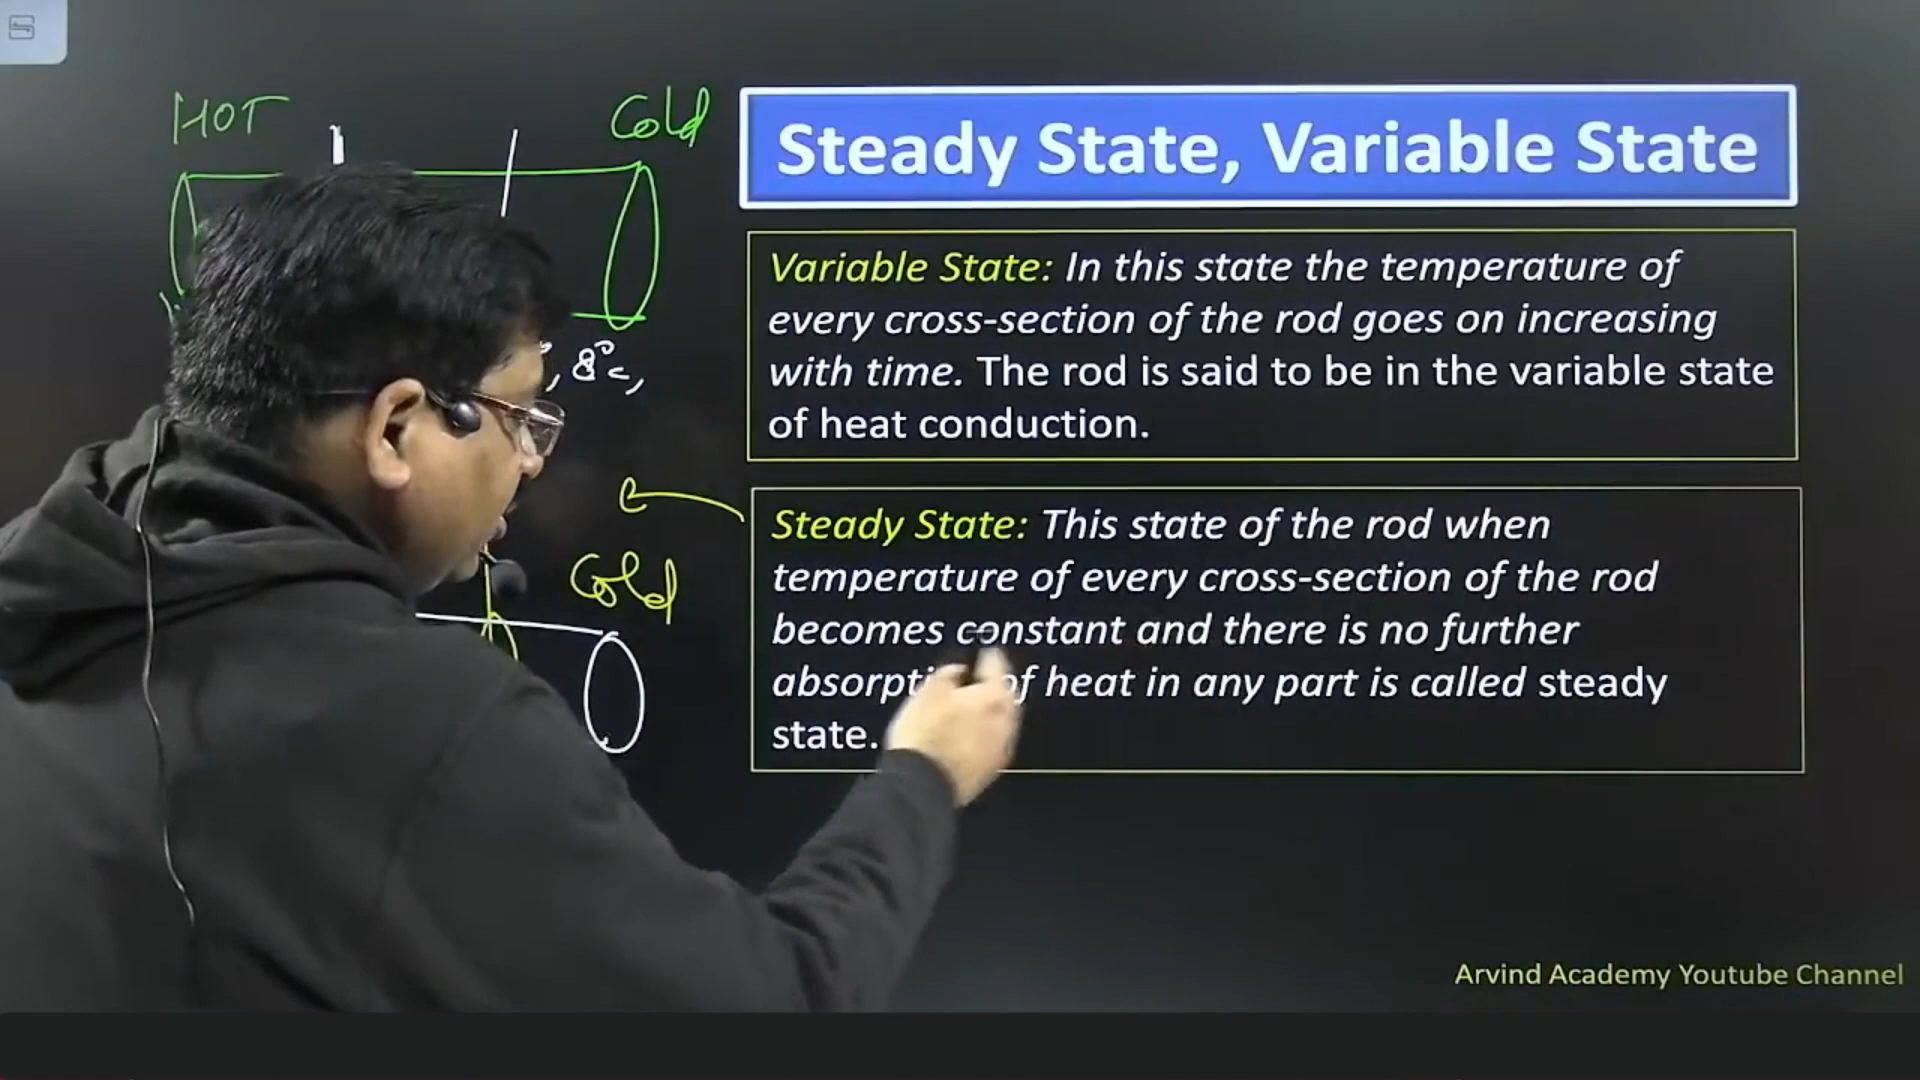 HOT
Cold
Steady State, Variable State
Variable State: In this state the temperature of
every cross-section of the rod goes on increasing
with time. The rod is said to be in the variable state
of heat conduction.
, 8°c,
Steady State: This state of the rod when
temperature of every cross-section of the rod
becomes constant and there is no further
of heat in any part is called steady
state.
Cold
Arvind Academy Youtube Channel